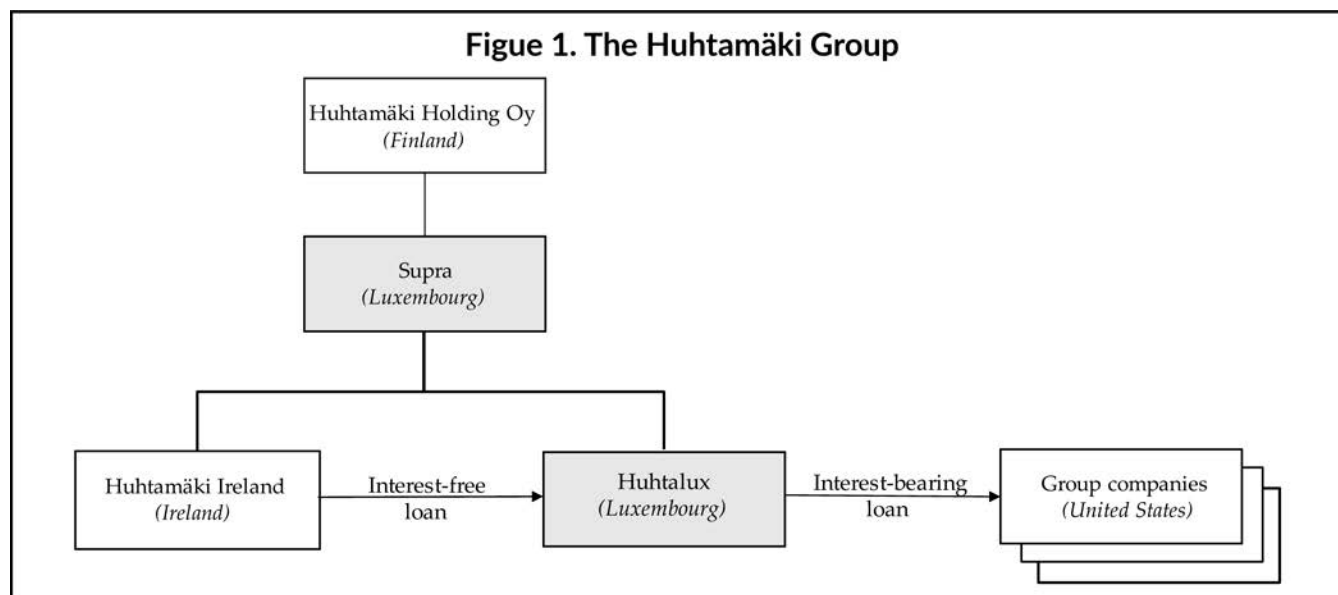 Figue 1. The Huhtamäki Group
Huhtamäki Holding Oy
(Finland)
Supra
(Luxembourg)
Huhtamäki Ireland
(Ireland)
Interest-free
loan
Huhtalux
(Luxembourg)
Interest-bearing
loan
Group companies
(United States)